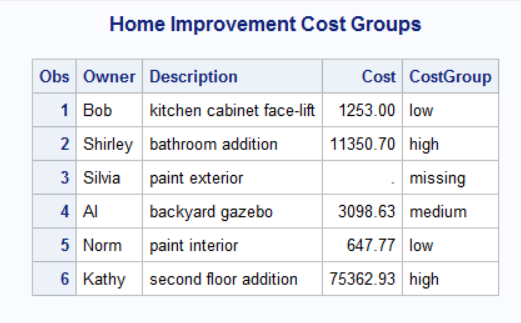 Home Improvement Cost Groups
Obs Owner Description Cost CostGroup
1 Bob kitchen cabinet face-lift 1253.00 low
2 Shirley bathroom addition 11350.70 high
3 Silvia paint exterior . missing
4 Al backyard gazebo 3098.63 medium
5 Norm paint interior 647.77 low
6 Kathy second floor addition 75362.93 high